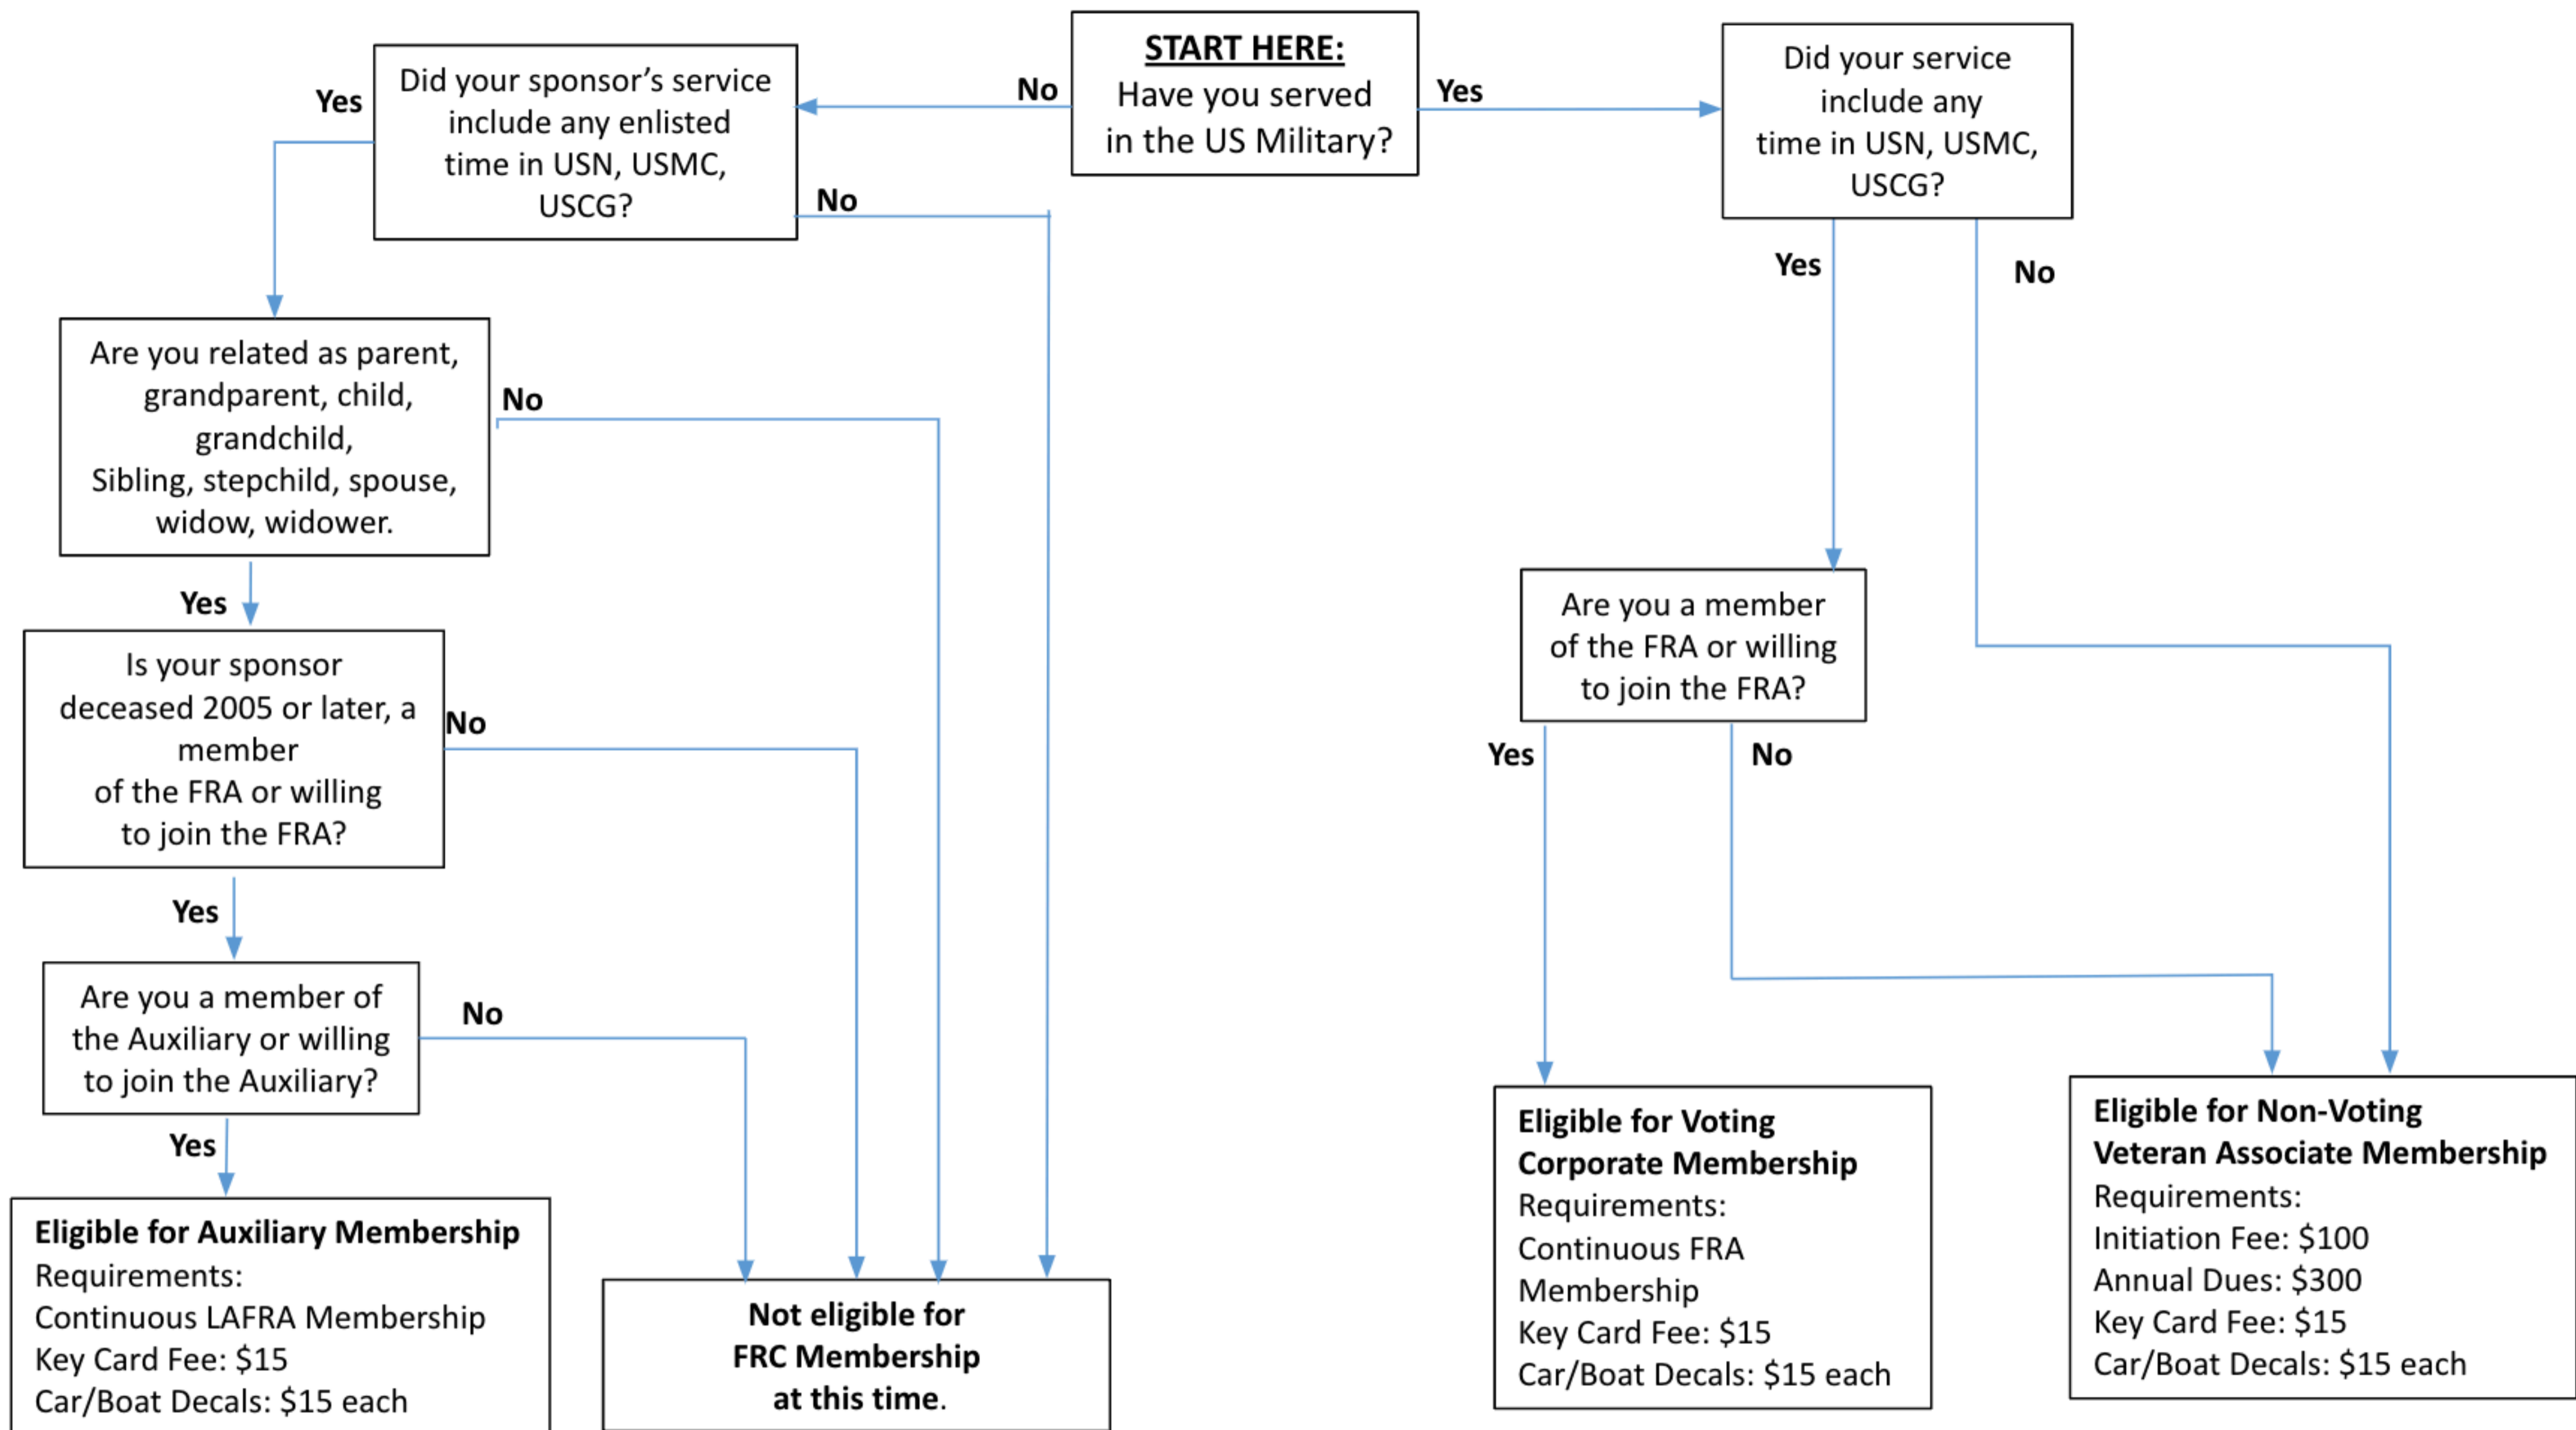 START HERE:
Have you served
in the US Military?
No
Yes
Did your sponsor’s service
include any enlisted
time in USN, USMC,
USCG?
Yes
No
Did your service
include any
time in USN, USMC,
USCG?
Yes
No
Are you related as parent,
grandparent, child,
grandchild,
Sibling, stepchild, spouse,
widow, widower.
No
Yes
Is your sponsor
deceased 2005 or later, a
member
of the FRA or willing
to join the FRA?
No
Yes
Are you a member of
the Auxiliary or willing
to join the Auxiliary?
No
Yes
Eligible for Auxiliary Membership
Requirements:
Continuous LAFRA Membership
Key Card Fee: $15
Car/Boat Decals: $15 each
Not eligible for
FRC Membership
at this time.
Are you a member
of the FRA or willing
to join the FRA?
Yes
No
Eligible for Voting
Corporate Membership
Requirements:
Continuous FRA
Membership
Key Card Fee: $15
Car/Boat Decals: $15 each
Eligible for Non-Voting
Veteran Associate Membership
Requirements:
Initiation Fee: $100
Annual Dues: $300
Key Card Fee: $15
Car/Boat Decals: $15 each